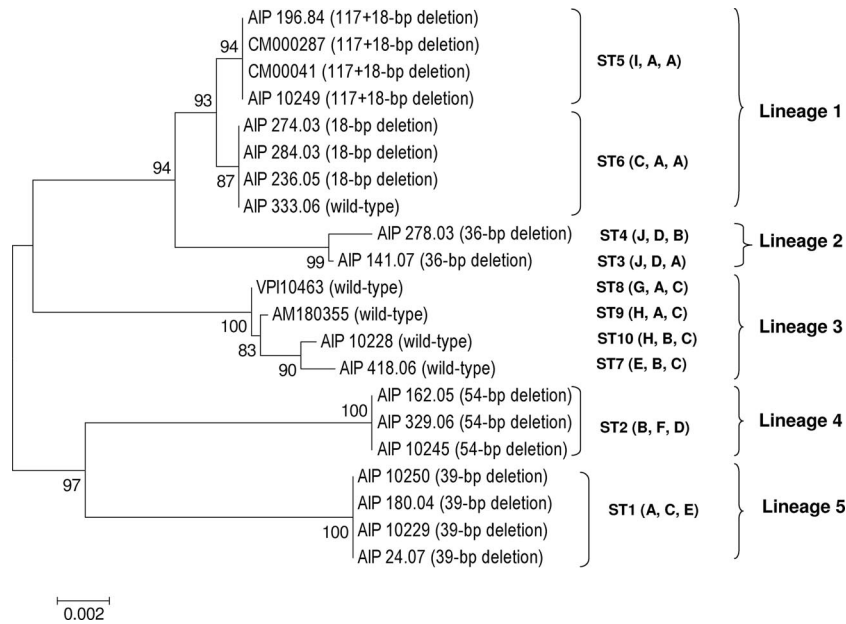 AIP 196.84 (117+18-bp deletion)
94
CM000287 (117+18-bp deletion)
ST5 (I, A, A)
CM00041 (117+18-bp deletion)
93
AIP 10249 (117+18-bp deletion)
Lineage 1
AIP 274.03 (18-bp deletion)
AIP 284.03 (18-bp deletion)
ST6 (C, A, A)
94
87
AIP 236.05 (18-bp deletion)
AIP 333.06 (wild-type)
AIP 278.03 (36-bp deletion)
ST4 (J, D, B)
Lineage 2
99
AIP 141.07 (36-bp deletion)
ST3 (J, D, A)
VPI10463 (wild-type)
ST8 (G, A, C)
AM180355 (wild-type)
ST9 (H, A, C)
Lineage 3
100
AIP 10228 (wild-type)
ST10 (H, B, C)
83
90
AIP 418.06 (wild-type)
ST7 (E, B, C)
AIP 162.05 (54-bp deletion)
100
AIP 329.06 (54-bp deletion)
ST2 (B, F, D)
Lineage 4
AIP 10245 (54-bp deletion)
AIP 10250 (39-bp deletion)
97
AIP 180.04 (39-bp deletion)
ST1 (A, C, E)
Lineage 5
AIP 10229 (39-bp deletion)
100
AIP 24.07 (39-bp deletion)
0.002